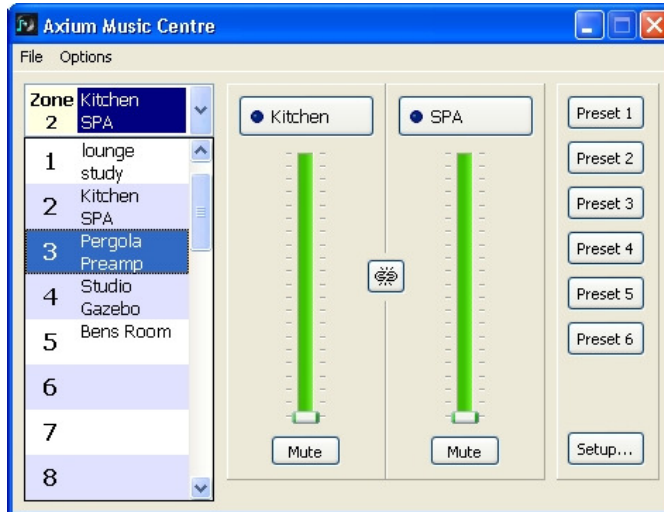 Axium Music Centre
File Options
Zone 2 Kitchen
SPA
1 lounge
study
2 Kitchen
SPA
3 Pergola
Preamp
4 Studio
Gazebo
5 Bens Room
6
7
8
Kitchen
SPA
Mute
Mute
Preset 1
Preset 2
Preset 3
Preset 4
Preset 5
Preset 6
Setup...